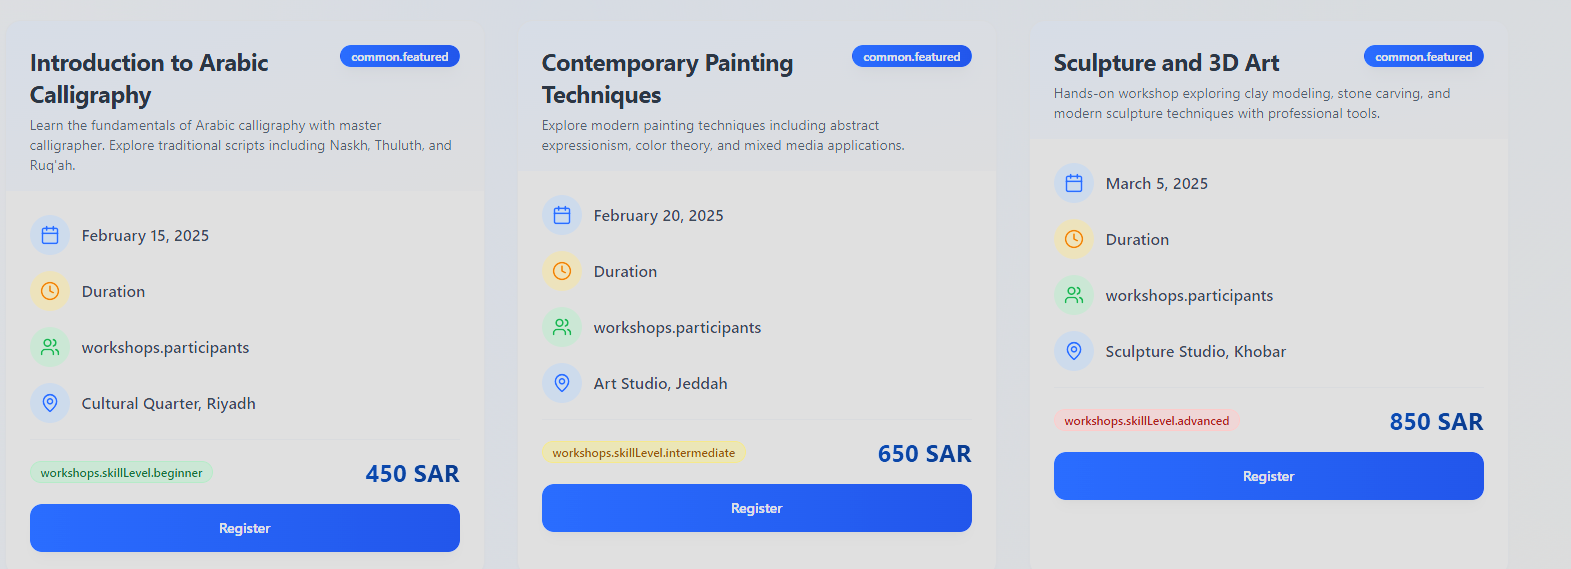 Introduction to Arabic
Calligraphy
common.featured
Learn the fundamentals of Arabic calligraphy with master
calligrapher. Explore traditional scripts including Naskh, Thuluth, and
Ruq'ah.
February 15, 2025
Duration
workshops.participants
Cultural Quarter, Riyadh
workshops.skillLevel.beginner
450 SAR
Register
Contemporary Painting
Techniques
common.featured
Explore modern painting techniques including abstract
expressionism, color theory, and mixed media applications.
February 20, 2025
Duration
workshops.participants
Art Studio, Jeddah
workshops.skillLevel.intermediate
650 SAR
Register
Sculpture and 3D Art
common.featured
Hands-on workshop exploring clay modeling, stone carving, and
modern sculpture techniques with professional tools.
March 5, 2025
Duration
workshops.participants
Sculpture Studio, Khobar
workshops.skillLevel.advanced
850 SAR
Register